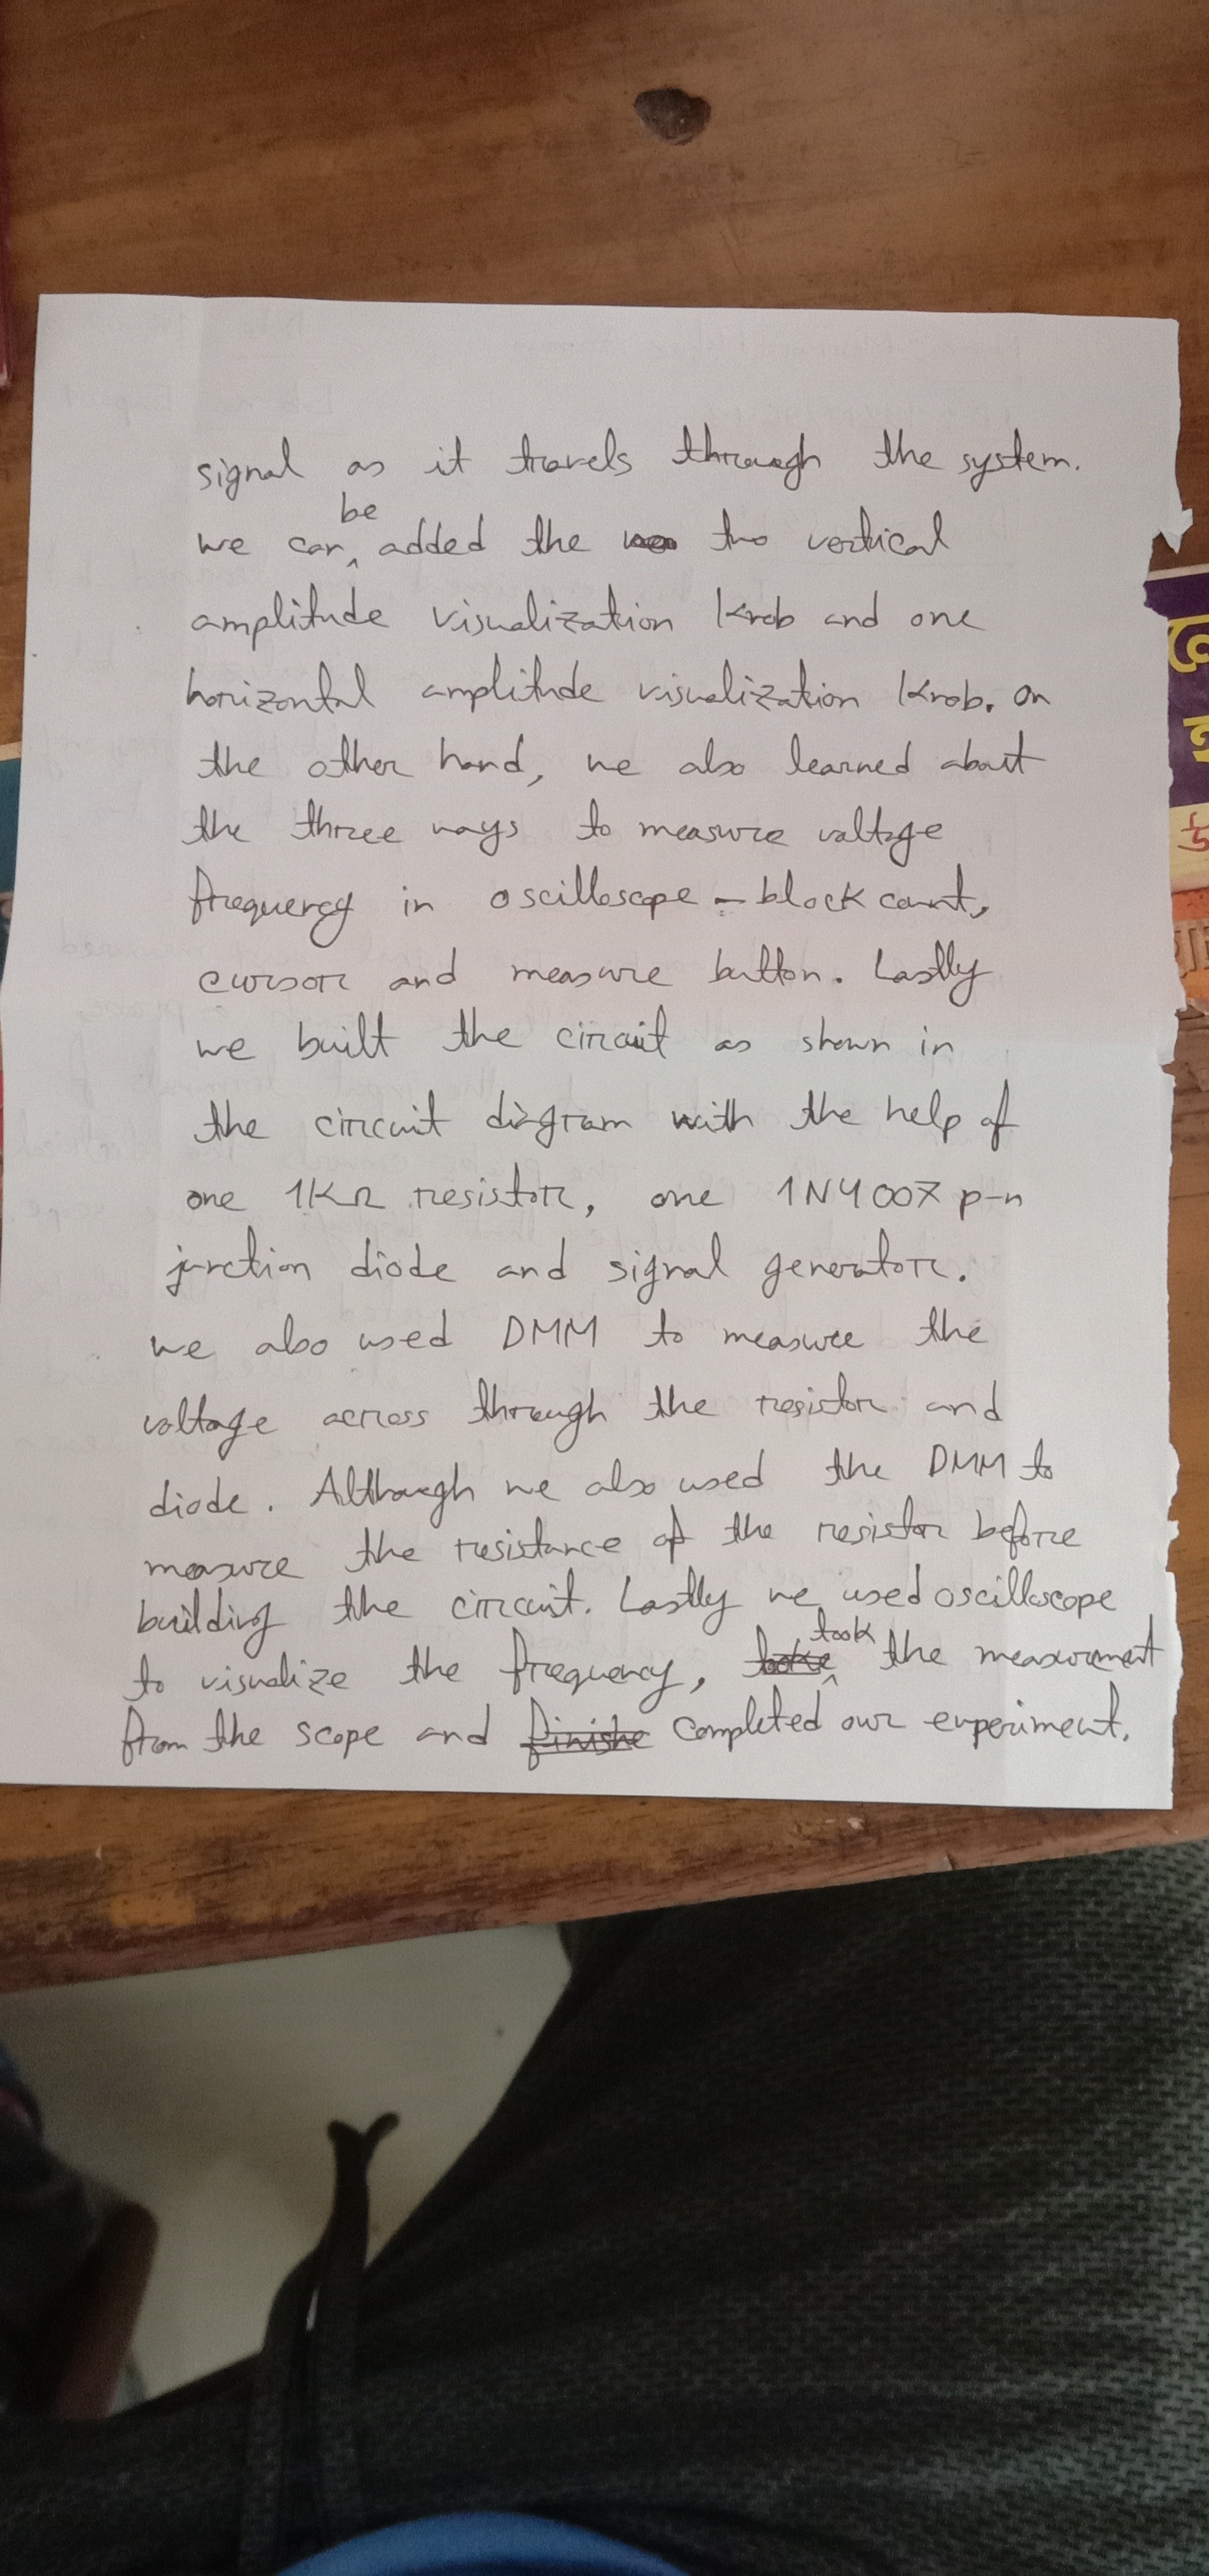 signal as it travels through the system.
we can be added the two vertical
amplitude visualization knob and one
horizontal amplitude visualization knob. on
the other hand, we also learned about
the three ways to measure voltage
frequency in oscilloscope - block count,
cursor and measure button. Lastly
we built the circuit as shown in
the circuit diagram with the help of
one 1KΩ resistor, one 1N4007 p-n
junction diode and signal generator.
we also used DMM to measure the
voltage across through the resistor and
diode. Although we also used the DMM to
measure the resistance of the resistor before
building the circuit. Lastly we used oscilloscope
to visualize the frequency, took the measurment
from the scope and finishe completed our experiment.